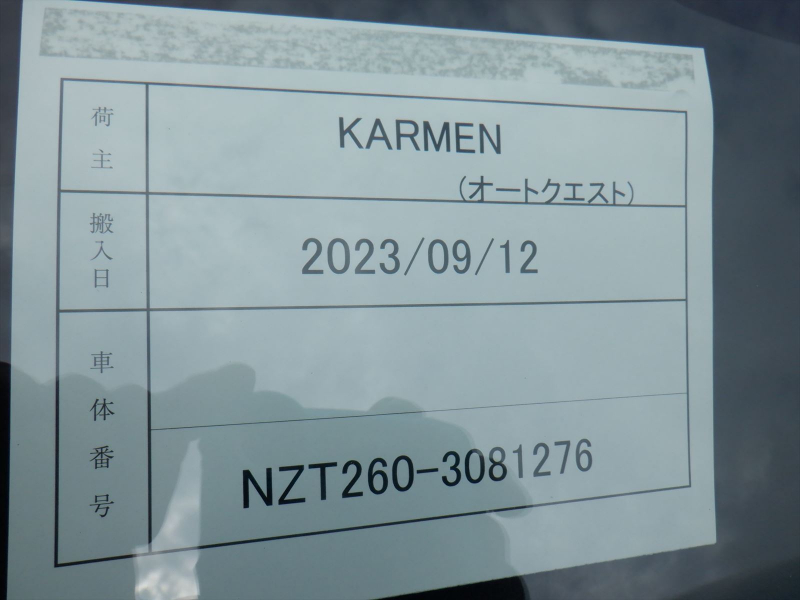 荷主 KARMEN
(オートクエスト)
搬入日 2023/09/12
車体番号 NZT260-3081276